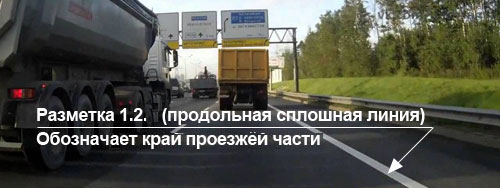 Разметка 1.2. (продольная сплошная линия)
Обозначает край проезжей части